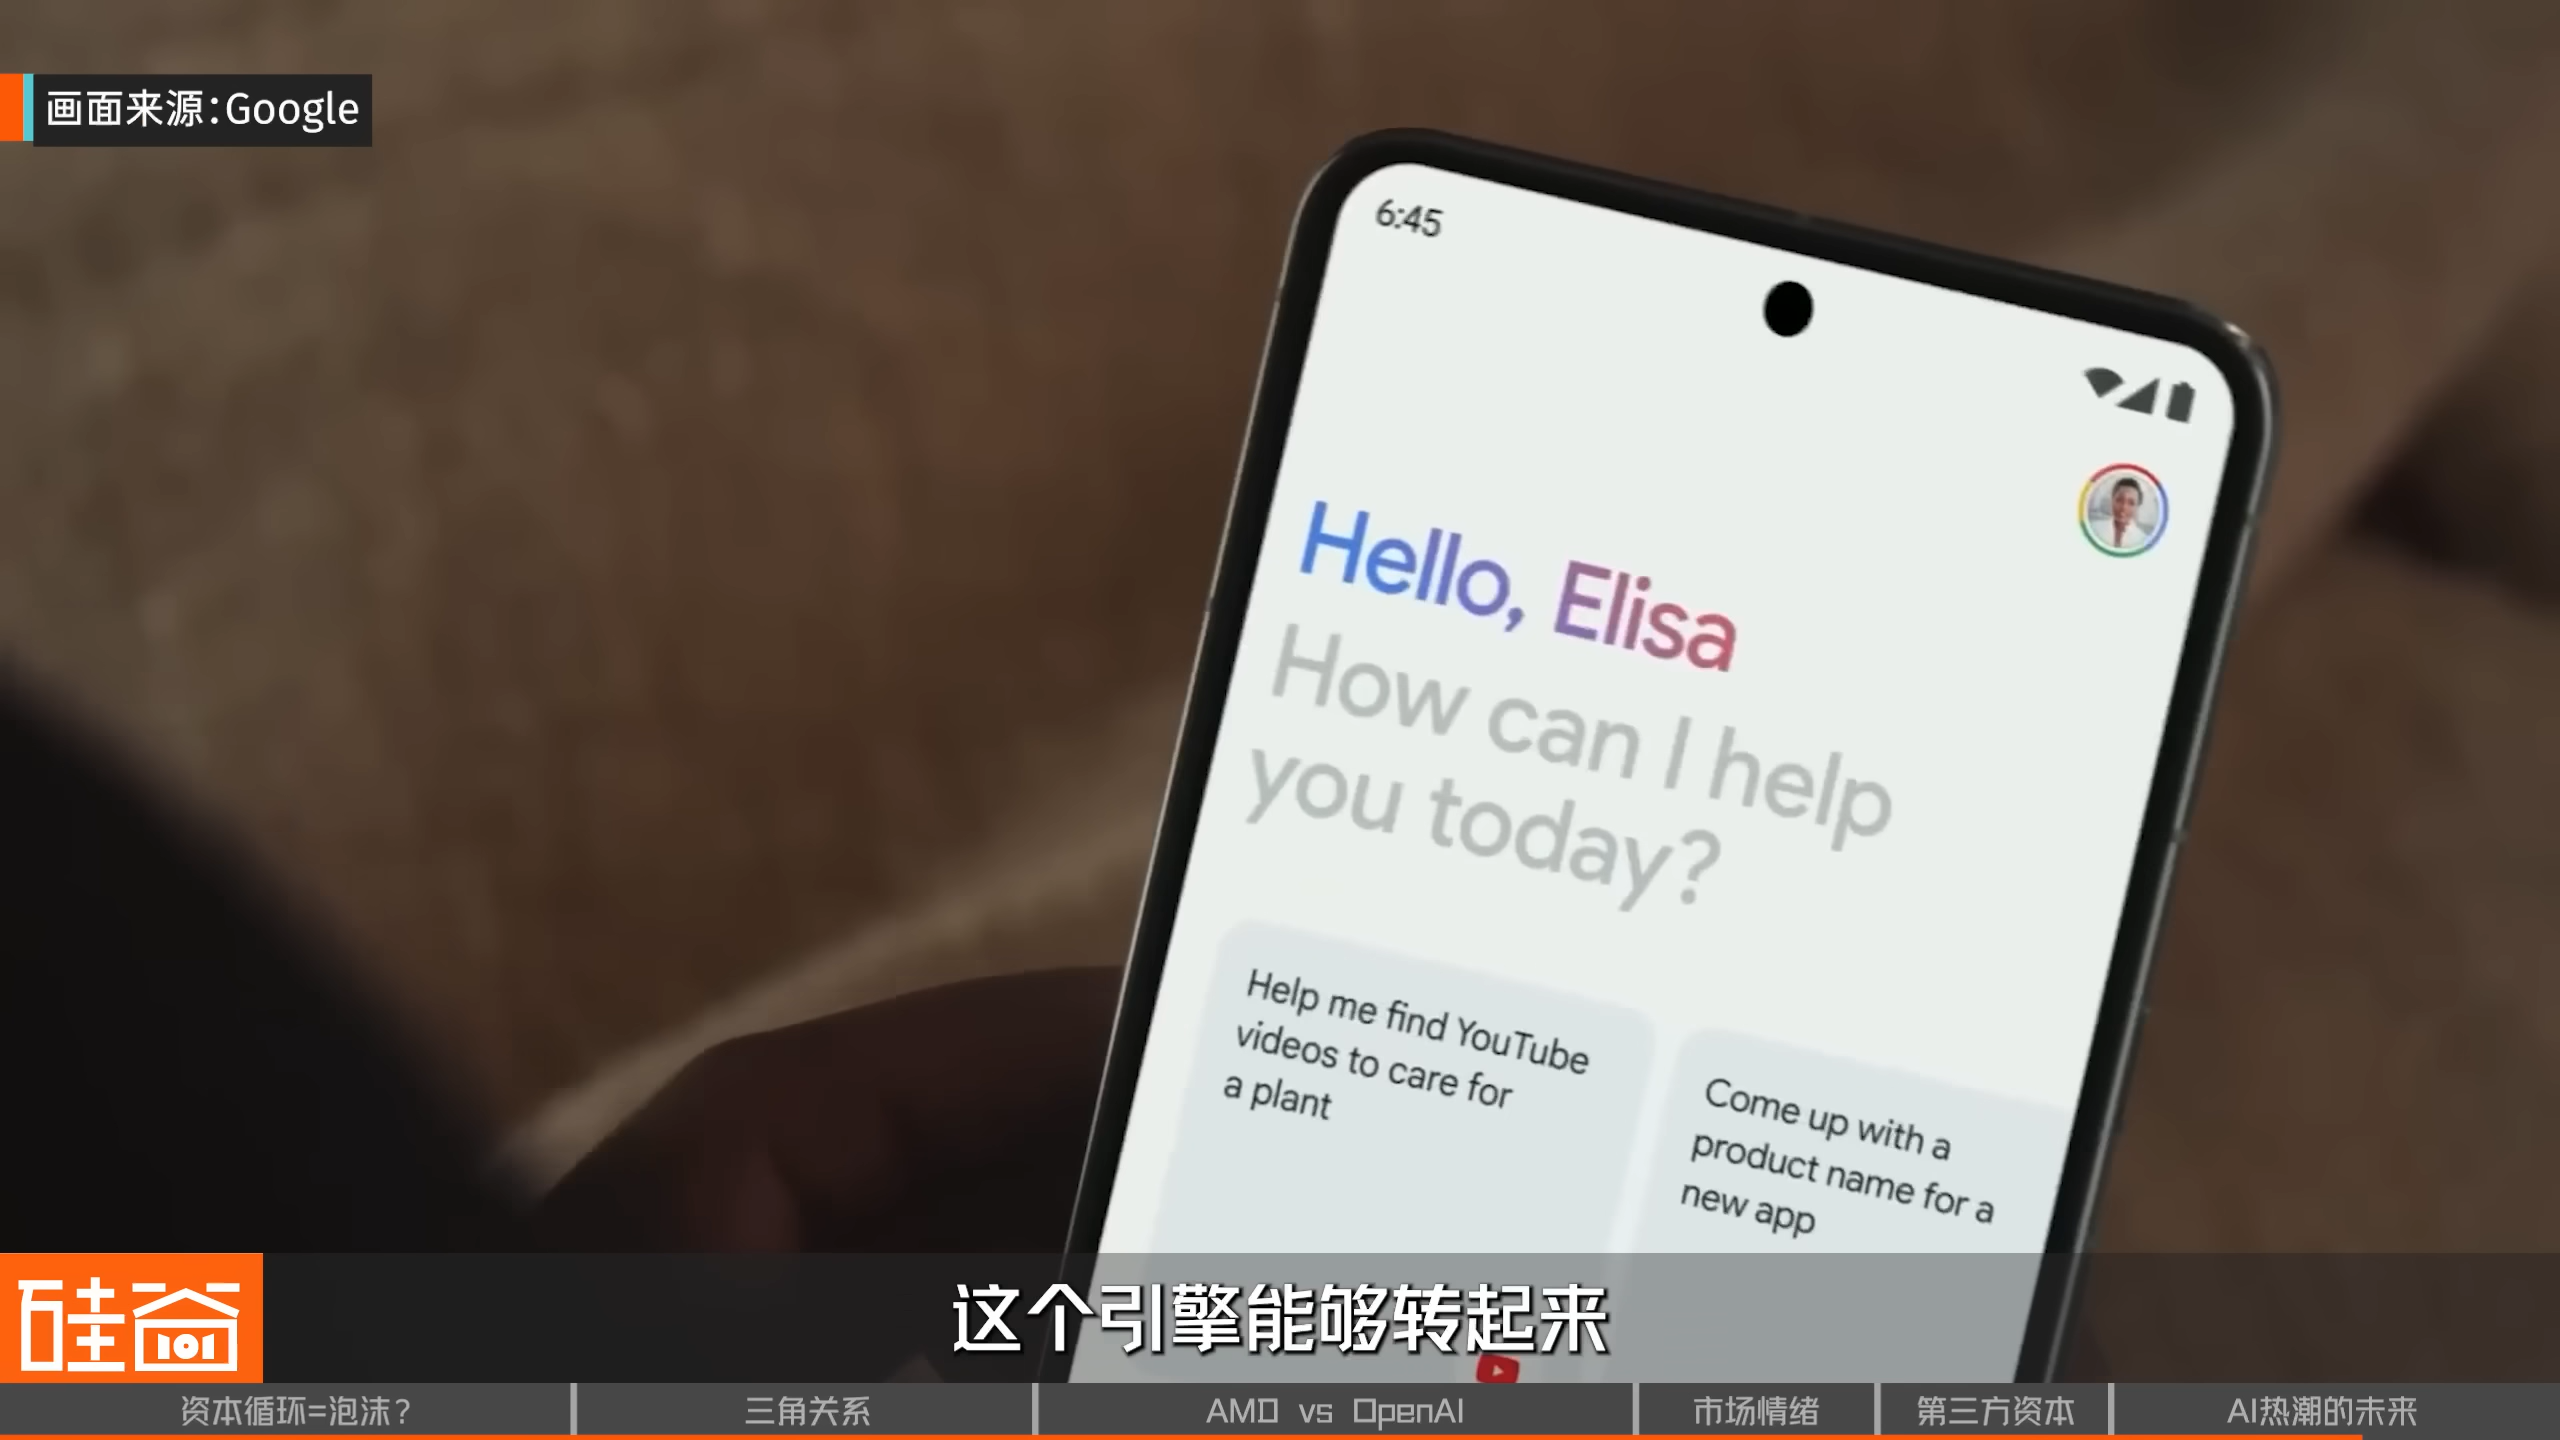 画面来源：Google
6:45
Hello, Elisa
How can I help
you today?
Help me find YouTube
videos to care for
a plant
Come up with a
product name for a
new app
这个引擎能够转起来
硅谷
101
资本循环=泡沫？
三角关系
AMD vs OpenAI
市场情绪
第三方资本
AI热潮的未来